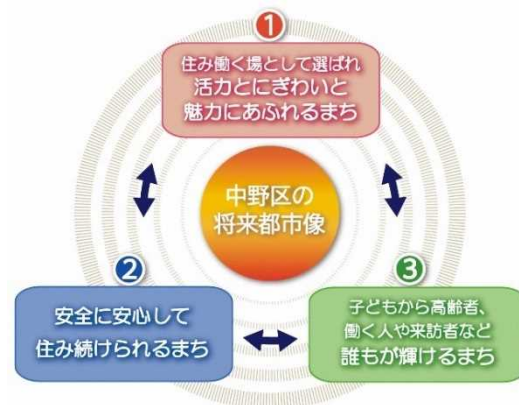 1
住み働く場として選ばれ
活力とにぎわいと
魅力にあふれるまち
中野区の
将来都市像
2
安全に安心して
住み続けられるまち
3
子どもから高齢者、
働く人や来訪者など
誰もが輝けるまち